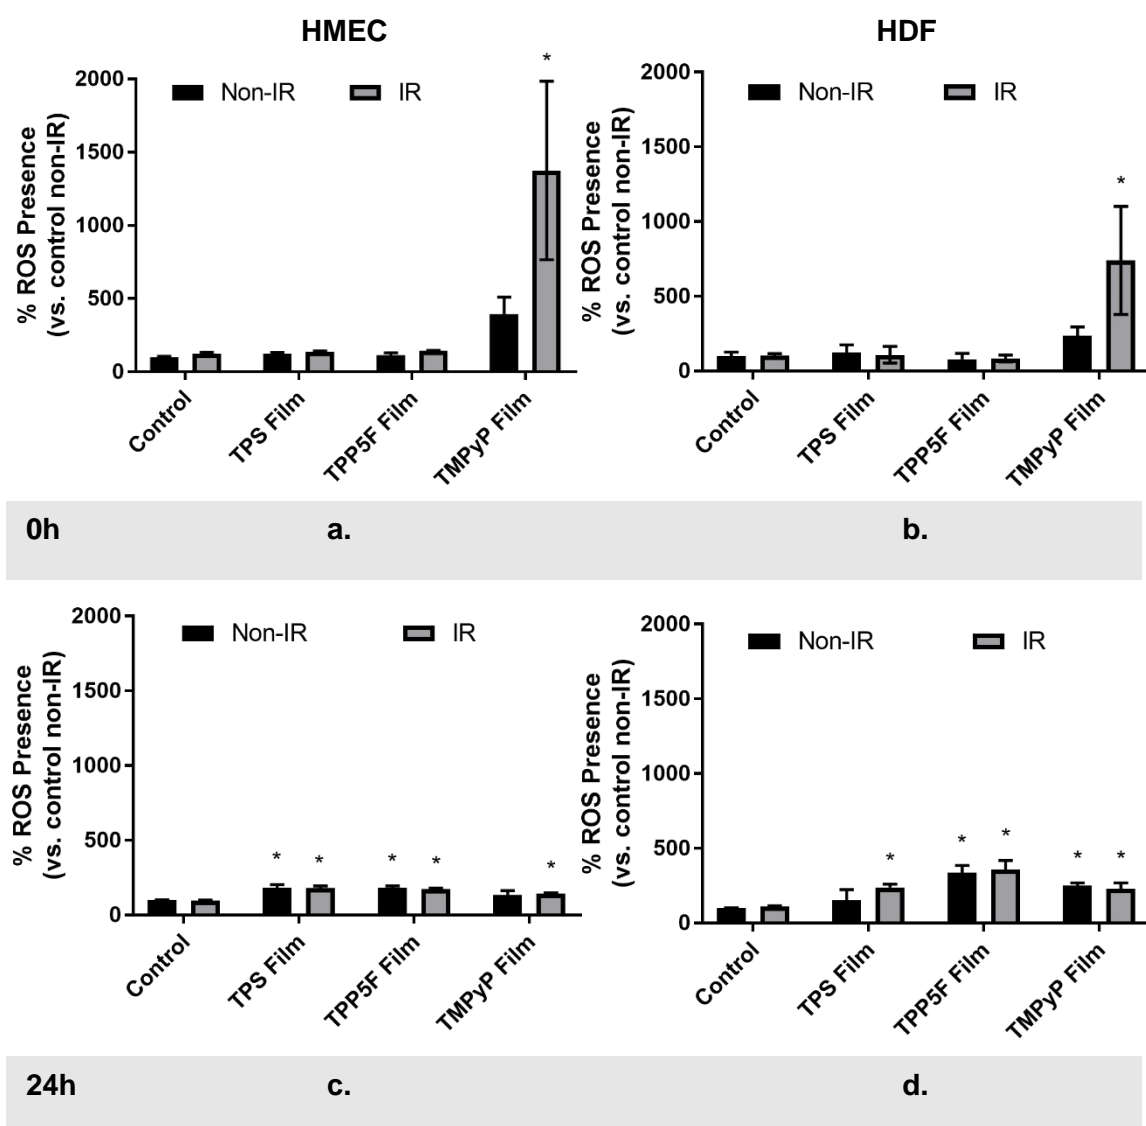 HMEC
HDF
% ROS Presence
(vs. control non-IR)
2000
1500
1000
500
0
Non-IR
IR
*
Control
TPS Film
TPP5F Film
TMPyP Film
% ROS Presence
(vs. control non-IR)
2000
1500
1000
500
0
Non-IR
IR
*
Control
TPS Film
TPP5F Film
TMPyP Film
0h
a.
b.
% ROS Presence
(vs. control non-IR)
2000
1500
1000
500
0
Non-IR
IR
* * * * *
Control
TPS Film
TPP5F Film
TMPyP Film
% ROS Presence
(vs. control non-IR)
2000
1500
1000
500
0
Non-IR
IR
* * * * *
Control
TPS Film
TPP5F Film
TMPyP Film
24h
c.
d.